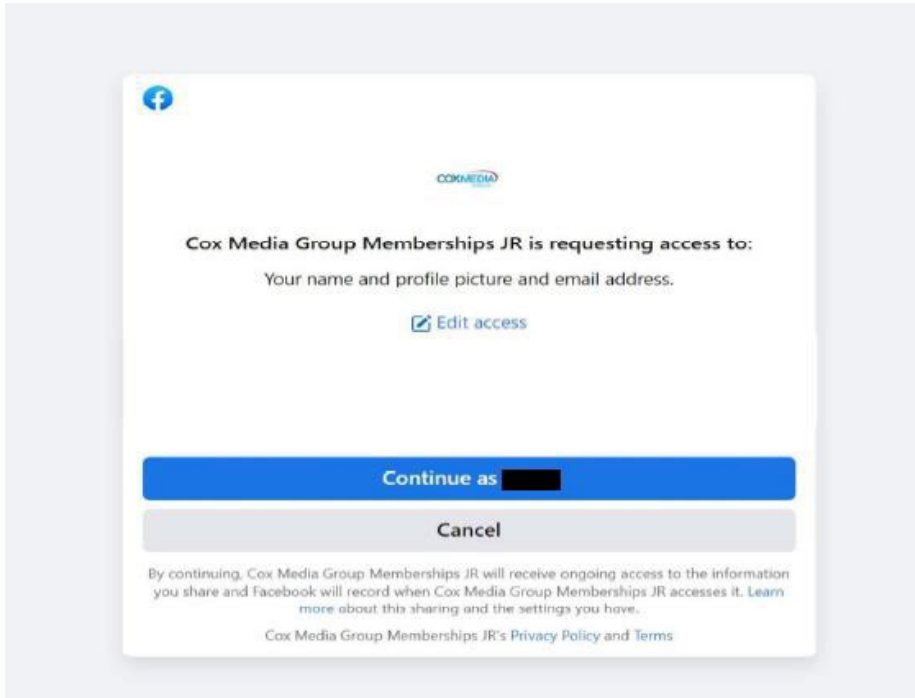 COXMEDIA
Cox Media Group Memberships JR is requesting access to:
Your name and profile picture and email address.
Edit access
Continue as
Cancel
By continuing, Cox Media Group Memberships JR will receive ongoing access to the information
you share and Facebook will record when Cox Media Group Memberships JR accesses it. Learn
more about this sharing and the settings you have.
Cox Media Group Memberships JR's Privacy Policy and Terms